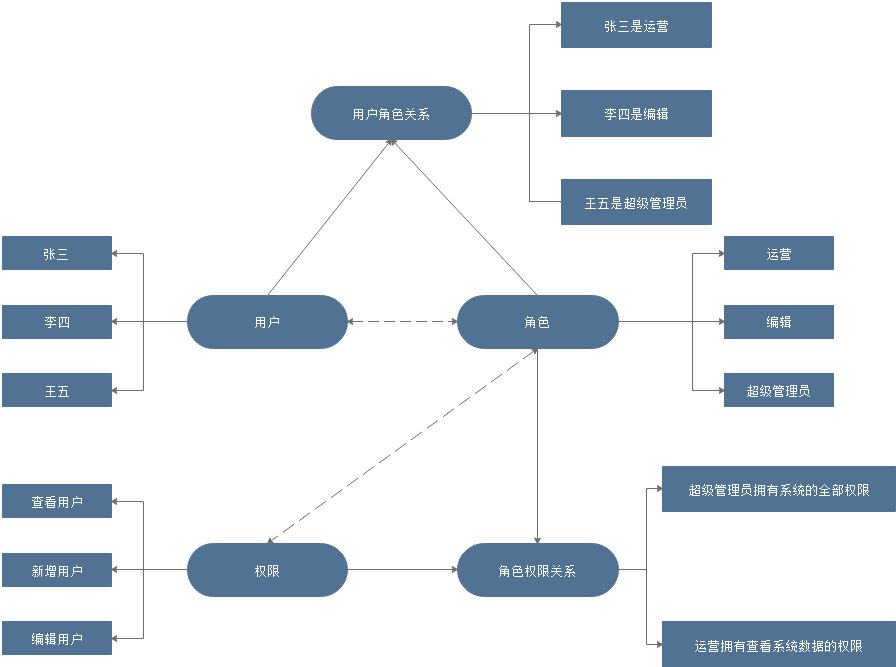 张三是运营
用户角色关系
李四是编辑
王五是超级管理员
张三
运营
李四
用户
角色
编辑
王五
超级管理员
查看用户
超级管理员拥有系统的全部权限
新增用户
权限
角色权限关系
编辑用户
运营拥有查看系统数据的权限